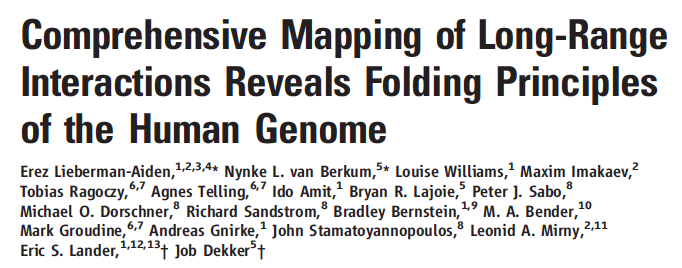 Comprehensive Mapping of Long-Range
Interactions Reveals Folding Principles
of the Human Genome
Erez Lieberman-Aiden,1,2,3,4* Nynke L. van Berkum,5* Louise Williams,1 Maxim Imakaev,2
Tobias Ragoczy,6,7 Agnes Telling,6,7 Ido Amit,1 Bryan R. Lajoie,5 Peter J. Sabo,8
Michael O. Dorschner,8 Richard Sandstrom,8 Bradley Bernstein,1,9 M. A. Bender,10
Mark Groudine,6,7 Andreas Gnirke,1 John Stamatoyannopoulos,8 Leonid A. Mirny,2,11
Eric S. Lander,1,12,13† Job Dekker5†